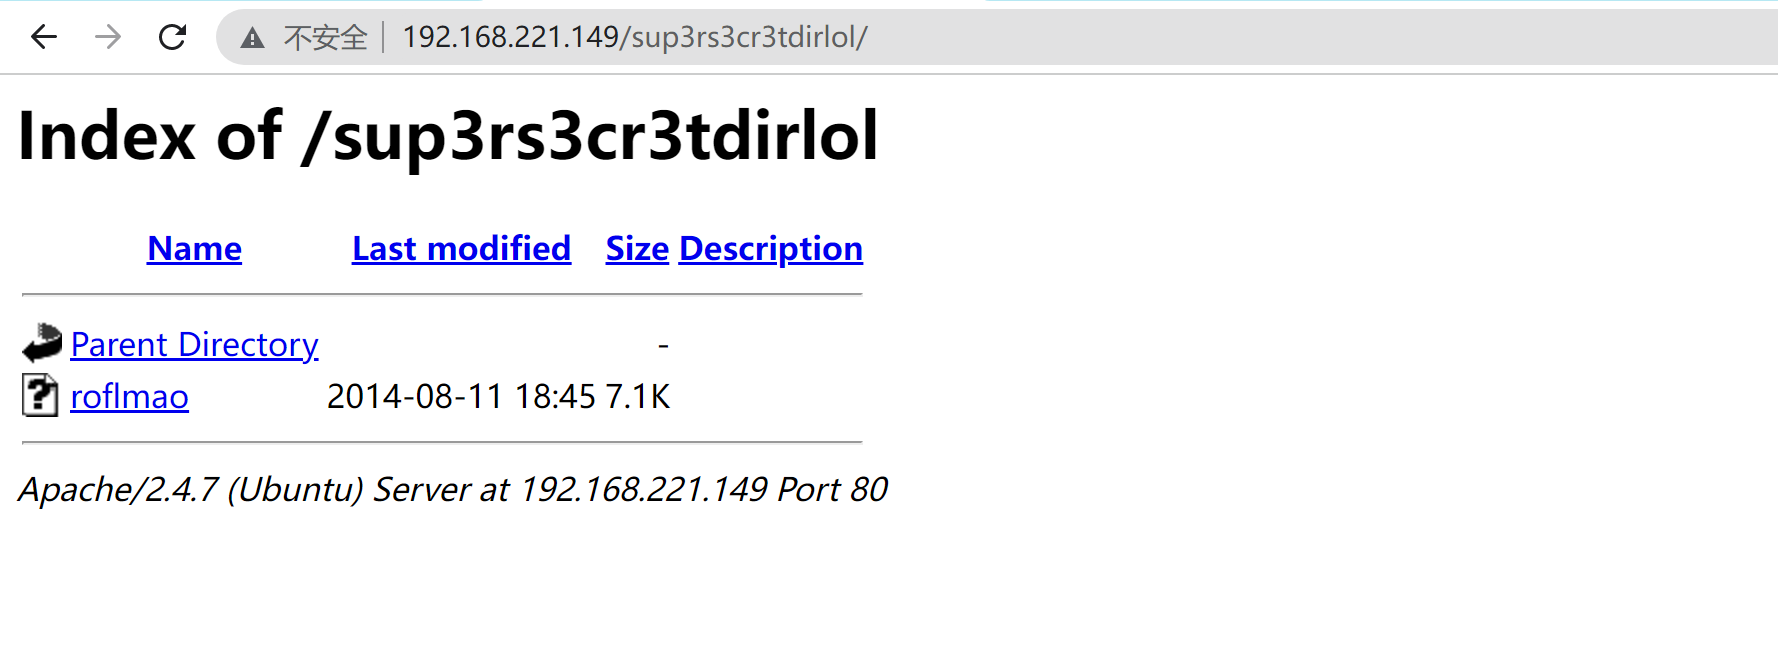 不安全 192.168.221.149/sup3rs3cr3tdirlol/
Index of /sup3rs3cr3tdirlol
Name Last modified Size Description
Parent Directory -
roflmao 2014-08-11 18:45 7.1K
Apache/2.4.7 (Ubuntu) Server at 192.168.221.149 Port 80